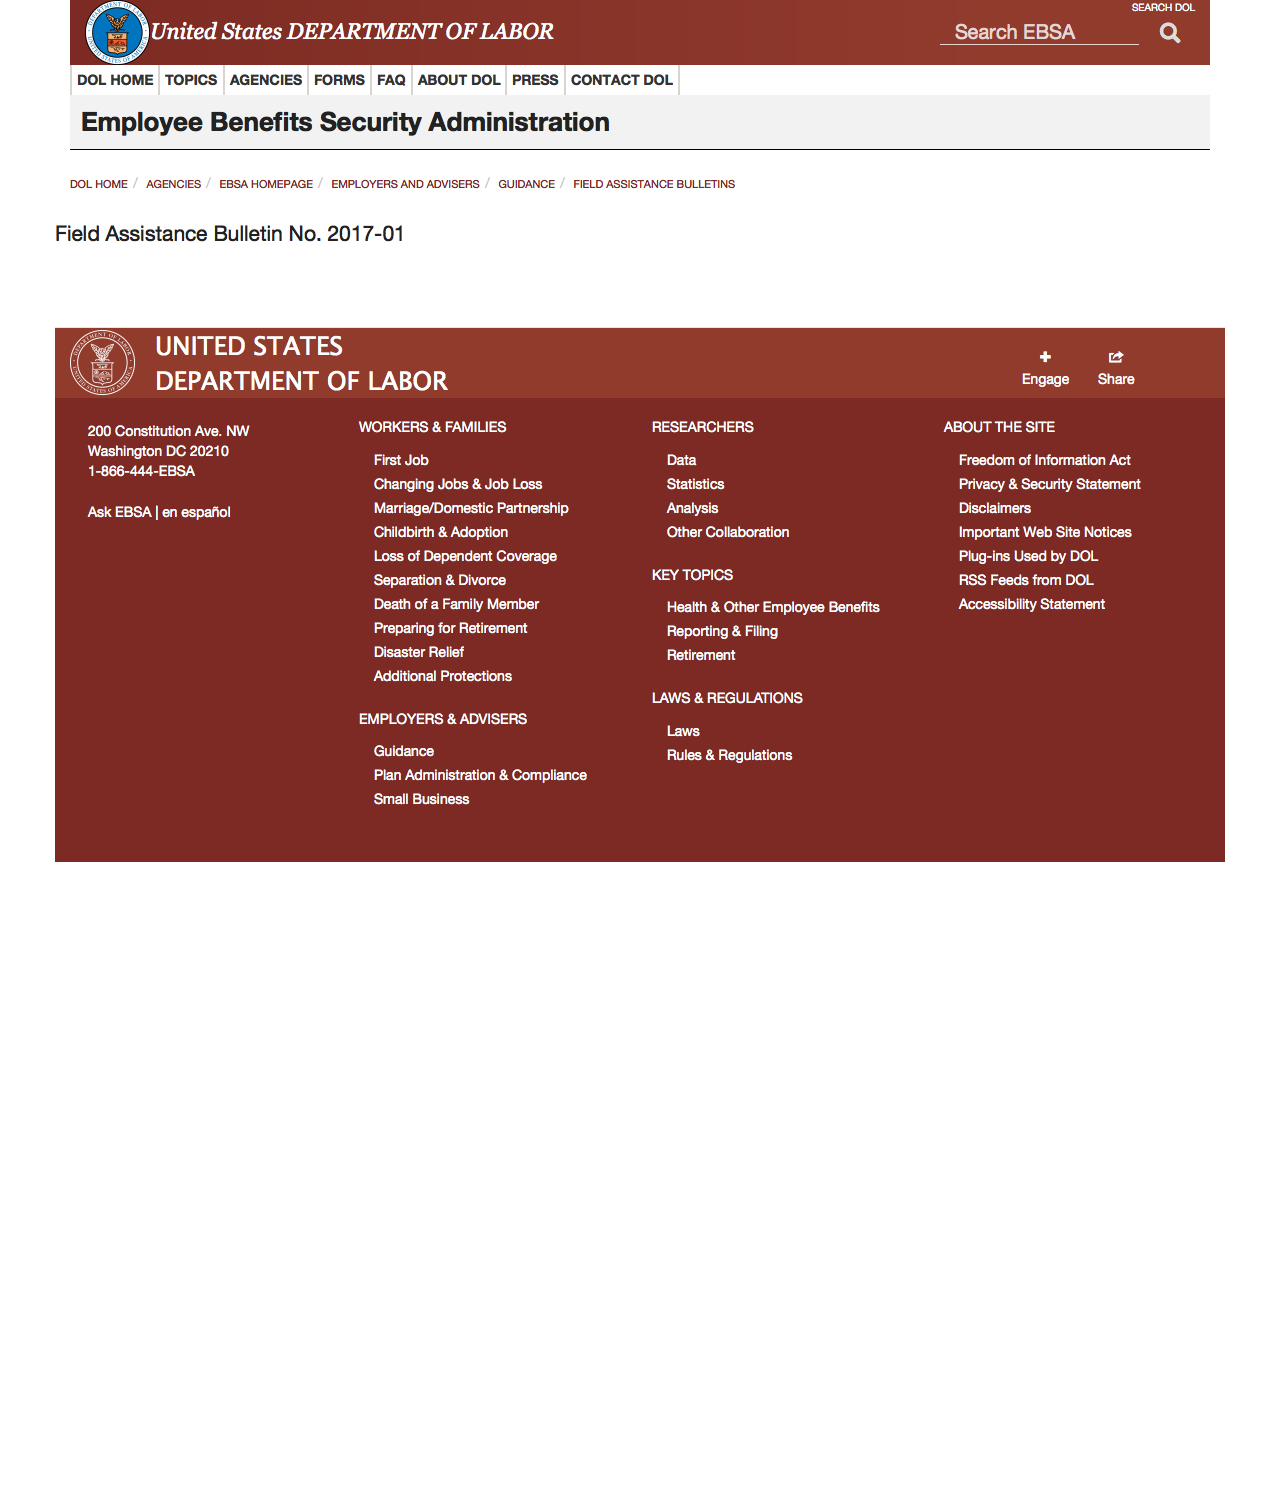 SEARCH DOL
United States DEPARTMENT OF LABOR
Search EBSA
DOL HOME TOPICS AGENCIES FORMS FAQ ABOUT DOL PRESS CONTACT DOL
Employee Benefits Security Administration
DOL HOME / AGENCIES / EBSA HOMEPAGE / EMPLOYERS AND ADVISERS / GUIDANCE / FIELD ASSISTANCE BULLETINS
Field Assistance Bulletin No. 2017-01
UNITED STATES
DEPARTMENT OF LABOR
Engage
Share
200 Constitution Ave. NW
Washington DC 20210
1-866-444-EBSA
Ask EBSA | en español
WORKERS & FAMILIES
First Job
Changing Jobs & Job Loss
Marriage/Domestic Partnership
Childbirth & Adoption
Loss of Dependent Coverage
Separation & Divorce
Death of a Family Member
Preparing for Retirement
Disaster Relief
Additional Protections
EMPLOYERS & ADVISERS
Guidance
Plan Administration & Compliance
Small Business
RESEARCHERS
Data
Statistics
Analysis
Other Collaboration
KEY TOPICS
Health & Other Employee Benefits
Reporting & Filing
Retirement
LAWS & REGULATIONS
Laws
Rules & Regulations
ABOUT THE SITE
Freedom of Information Act
Privacy & Security Statement
Disclaimers
Important Web Site Notices
Plug-ins Used by DOL
RSS Feeds from DOL
Accessibility Statement